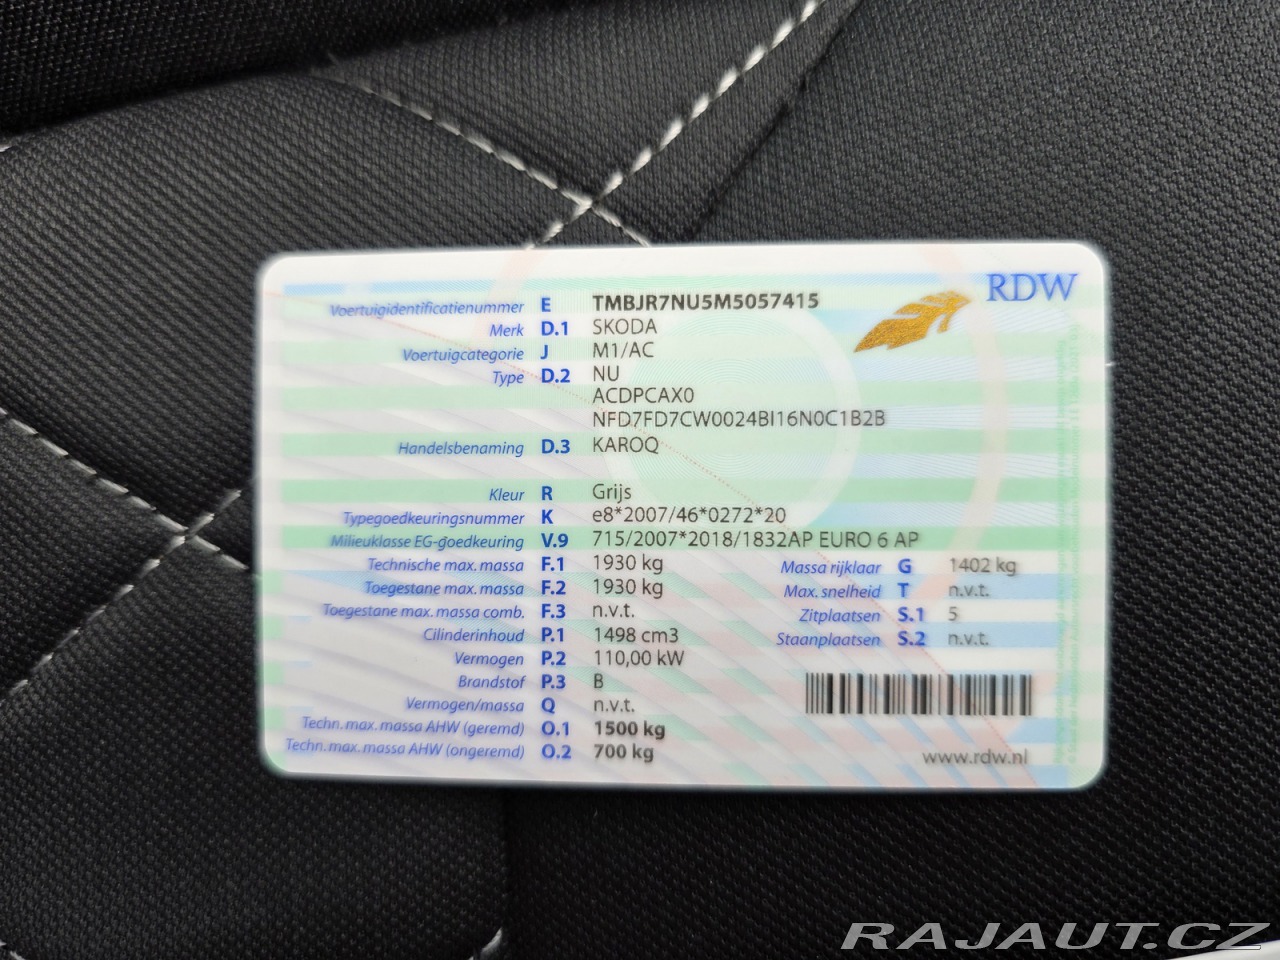 RDW
Voertuigidentificatienummer E TMBJR7NU5M5057415
Merk D.1 SKODA
Voertuigcategorie J M1/AC
Type D.2 NU
ACDPCAX0
NFD7FD7CW0024BI16N0C1B2B
Handelsbenaming D.3 KAROQ
Kleur R Grijs
Typegoedkeuringsnummer K e8*2007/46*0272*20
Milieuklasse EG-goedkeuring V.9 715/2007*2018/1832AP EURO 6 AP
Technische max. massa F.1 1930 kg Massa rijklaar G 1402 kg
Toegestane max. massa F.2 1930 kg Max. snelheid T n.v.t.
Toegestane max. massa comb. F.3 n.v.t. Zitplaatsen S.1 5
Cilinderinhoud P.1 1498 cm3 Staanplaatsen S.2 n.v.t.
Vermogen P.2 110,00 kW
Brandstof P.3 B
Vermogen/massa Q n.v.t.
Techn. max. massa AHW (geremd) O.1 1500 kg
Techn. max. massa AHW (ongeremd) O.2 700 kg
www.rdw.nl
RAJAUT.CZ